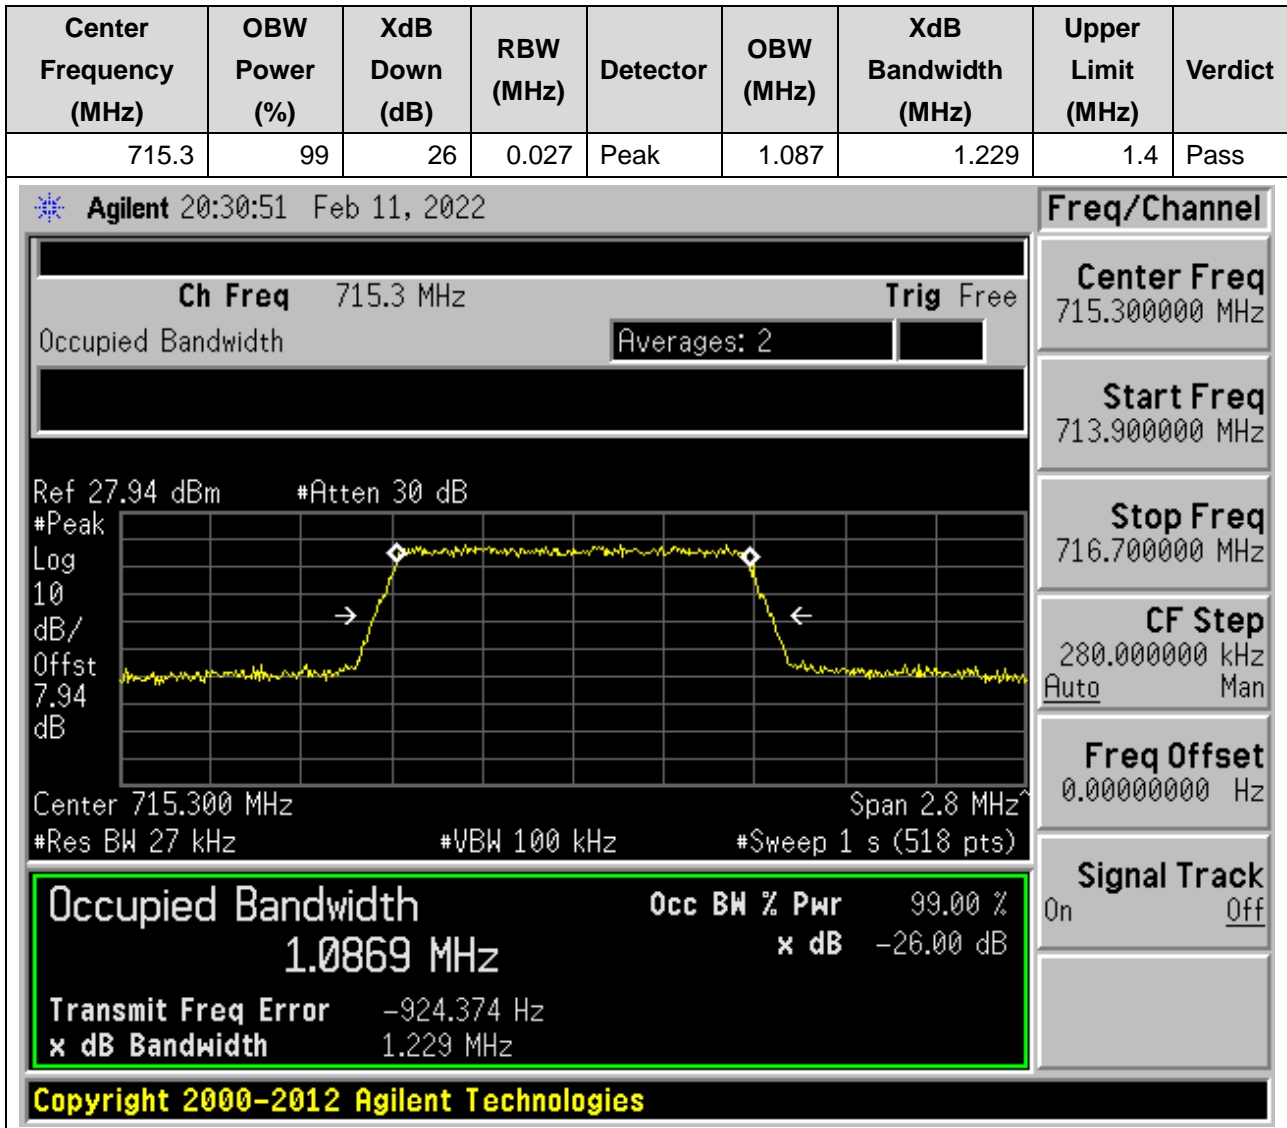 Center Frequency (MHz) OBW Power (%) XdB Down (dB) RBW (MHz) Detector OBW (MHz) XdB Bandwidth (MHz) Upper Limit (MHz) Verdict
715.3 99 26 0.027 Peak 1.087 1.229 1.4 Pass
Agilent 20:30:51 Feb 11, 2022
Freq/Channel
Ch Freq 715.3 MHz Trig Free
Occupied Bandwidth Averages: 2
Ref 27.94 dBm #Atten 30 dB
#Peak
Log
10
dB/
Offst
7.94
dB
Center 715.300 MHz Span 2.8 MHz^
#Res BW 27 kHz #VBW 100 kHz #Sweep 1 s (518 pts)
Occupied Bandwidth Occ BW % Pwr 99.00 %
1.0869 MHz x dB -26.00 dB
Transmit Freq Error -924.374 Hz
x dB Bandwidth 1.229 MHz
Copyright 2000-2012 Agilent Technologies
Center Freq
715.300000 MHz
Start Freq
713.900000 MHz
Stop Freq
716.700000 MHz
CF Step
280.000000 kHz
Auto Man
Freq Offset
0.00000000 Hz
Signal Track
On Off